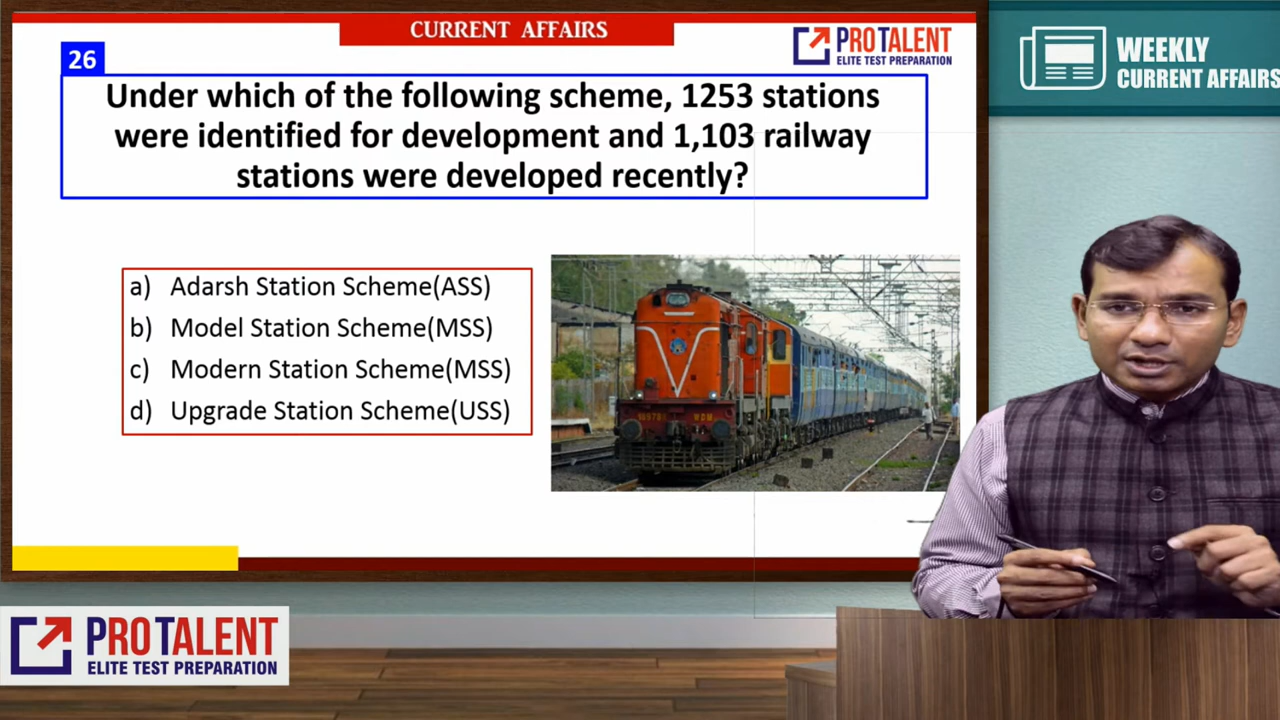 CURRENT AFFAIRS
PROTALENT
ELITE TEST PREPARATION
WEEKLY
CURRENT AFFAIRS
26
Under which of the following scheme, 1253 stations
were identified for development and 1,103 railway
stations were developed recently?
a) Adarsh Station Scheme(ASS)
b) Model Station Scheme(MSS)
c) Modern Station Scheme(MSS)
d) Upgrade Station Scheme(USS)
PROTALENT
ELITE TEST PREPARATION